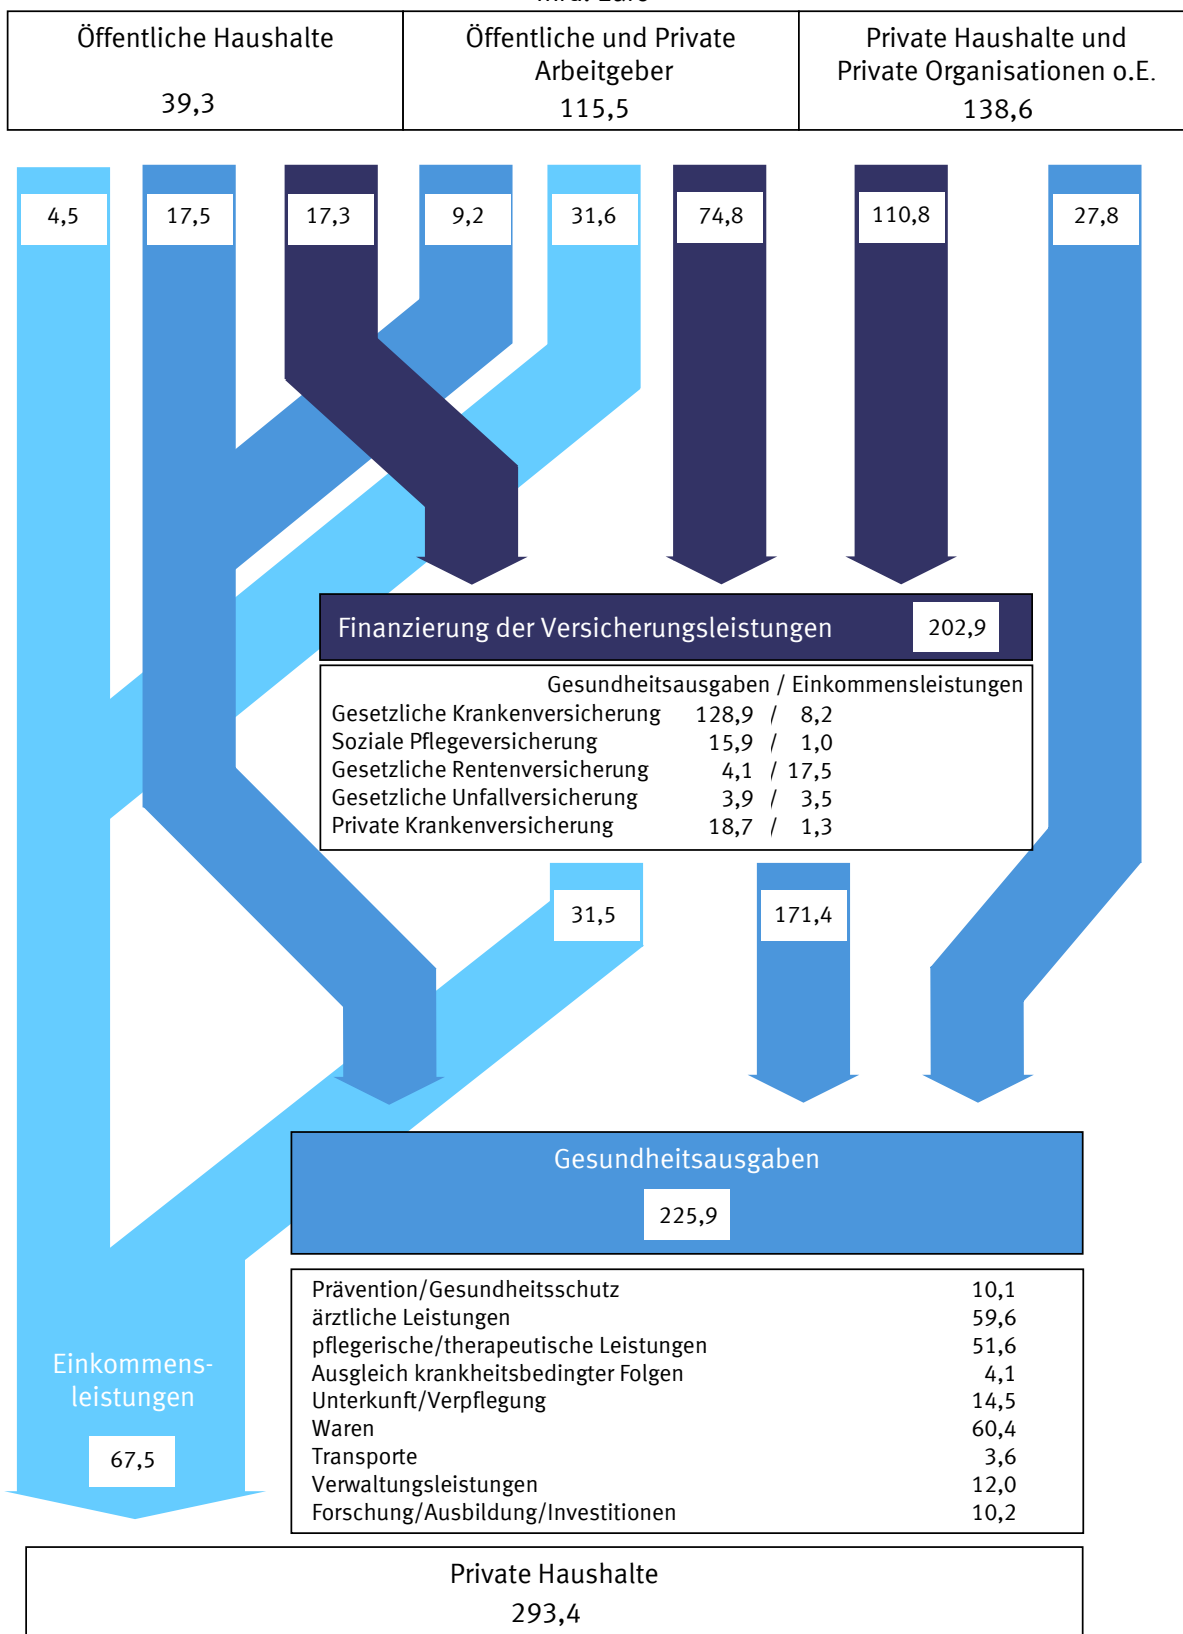 Mrd. Euro
Öffentliche Haushalte
39,3
Öffentliche und Private
Arbeitgeber
115,5
Private Haushalte und
Private Organisationen o.E.
138,6
4,5
17,5
17,3
9,2
31,6
74,8
110,8
27,8
Finanzierung der Versicherungsleistungen 202,9
Gesundheitsausgaben / Einkommensleistungen
Gesetzliche Krankenversicherung 128,9 / 8,2
Soziale Pflegeversicherung 15,9 / 1,0
Gesetzliche Rentenversicherung 4,1 / 17,5
Gesetzliche Unfallversicherung 3,9 / 3,5
Private Krankenversicherung 18,7 / 1,3
31,5
171,4
Gesundheitsausgaben
225,9
Prävention/Gesundheitsschutz 10,1
ärztliche Leistungen 59,6
pflegerische/therapeutische Leistungen 51,6
Ausgleich krankheitsbedingter Folgen 4,1
Unterkunft/Verpflegung 14,5
Waren 60,4
Transporte 3,6
Verwaltungsleistungen 12,0
Forschung/Ausbildung/Investitionen 10,2
Einkommens-
leistungen
67,5
Private Haushalte
293,4